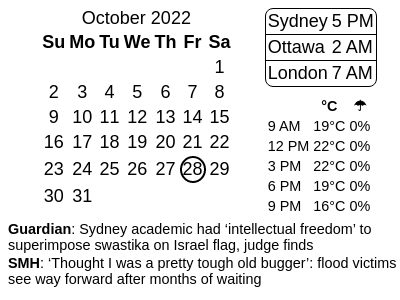 October 2022
Su Mo Tu We Th Fr Sa
1
2 3 4 5 6 7 8
9 10 11 12 13 14 15
16 17 18 19 20 21 22
23 24 25 26 27 28 29
30 31
Sydney 5 PM
Ottawa 2 AM
London 7 AM
°C ☂
9 AM 19°C 0%
12 PM 22°C 0%
3 PM 22°C 0%
6 PM 19°C 0%
9 PM 16°C 0%
Guardian: Sydney academic had ‘intellectual freedom’ to
superimpose swastika on Israel flag, judge finds
SMH: ‘Thought I was a pretty tough old bugger’: flood victims
see way forward after months of waiting